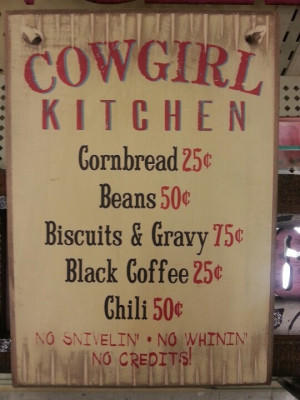 COWGIRL
KITCHEN
Cornbread 25¢
Beans 50¢
Biscuits & Gravy 75¢
Black Coffee 25¢
Chili 50¢
NO SNIVELIN' • NO WHININ'
NO CREDITS!